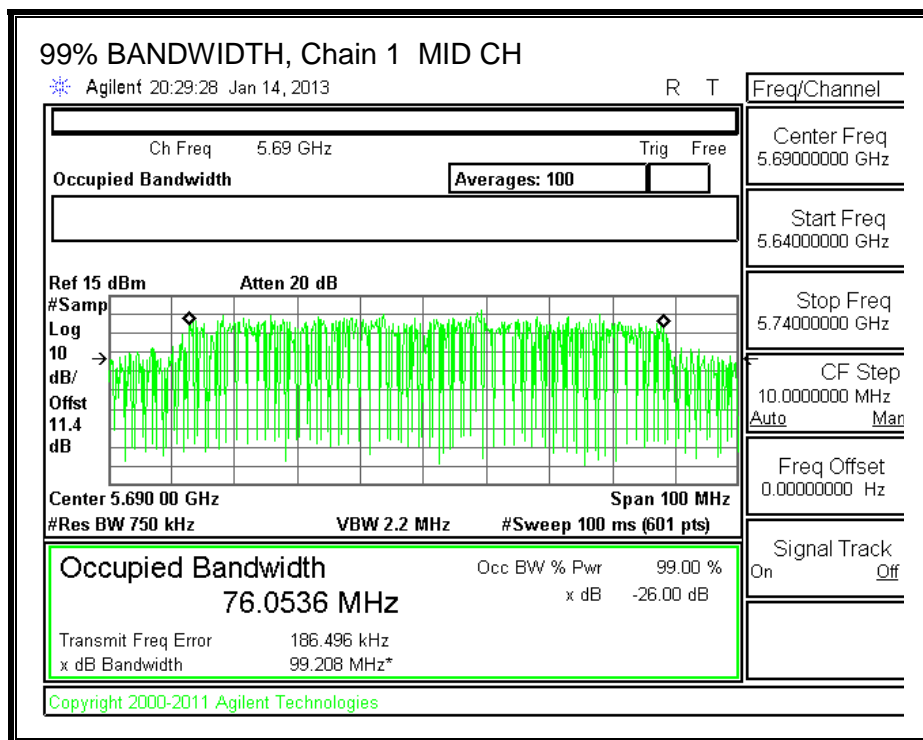 99% BANDWIDTH, Chain 1 MID CH
Agilent 20:29:28 Jan 14, 2013 R T
Ch Freq 5.69 GHz Trig Free
Occupied Bandwidth Averages: 100
Ref 15 dBm Atten 20 dB
#Samp
Log
10
dB/
Offst
11.4
dB
Center 5.690 00 GHz Span 100 MHz
#Res BW 750 kHz VBW 2.2 MHz #Sweep 100 ms (601 pts)
Occupied Bandwidth Occ BW % Pwr 99.00 %
76.0536 MHz x dB -26.00 dB
Transmit Freq Error 186.496 kHz
x dB Bandwidth 99.208 MHz*
Copyright 2000-2011 Agilent Technologies
Freq/Channel
Center Freq
5.69000000 GHz
Start Freq
5.64000000 GHz
Stop Freq
5.74000000 GHz
CF Step
10.0000000 MHz
Auto Man
Freq Offset
0.00000000 Hz
Signal Track
On Off